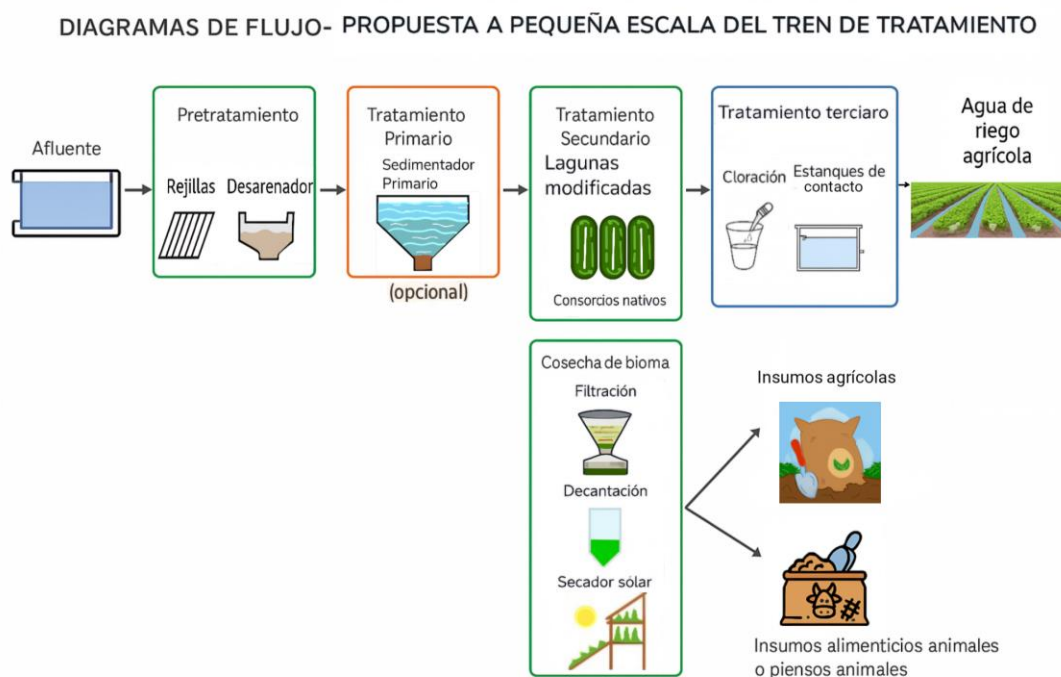 DIAGRAMAS DE FLUJO- PROPUESTA A PEQUEÑA ESCALA DEL TREN DE TRATAMIENTO
Afluente
Pretratamiento
Rejillas
Desarenador
Tratamiento
Primario
Sedimentador
Primario
(opcional)
Tratamiento
Secundario
Lagunas
modificadas
Consorcios nativos
Tratamiento terciaro
Cloración
Estanques de
contacto
Agua de
riego
agrícola
Cosecha de bioma
Filtración
Decantación
Secador sólar
Insumos agrícolas
Insumos alimenticios animales
o piensos animales